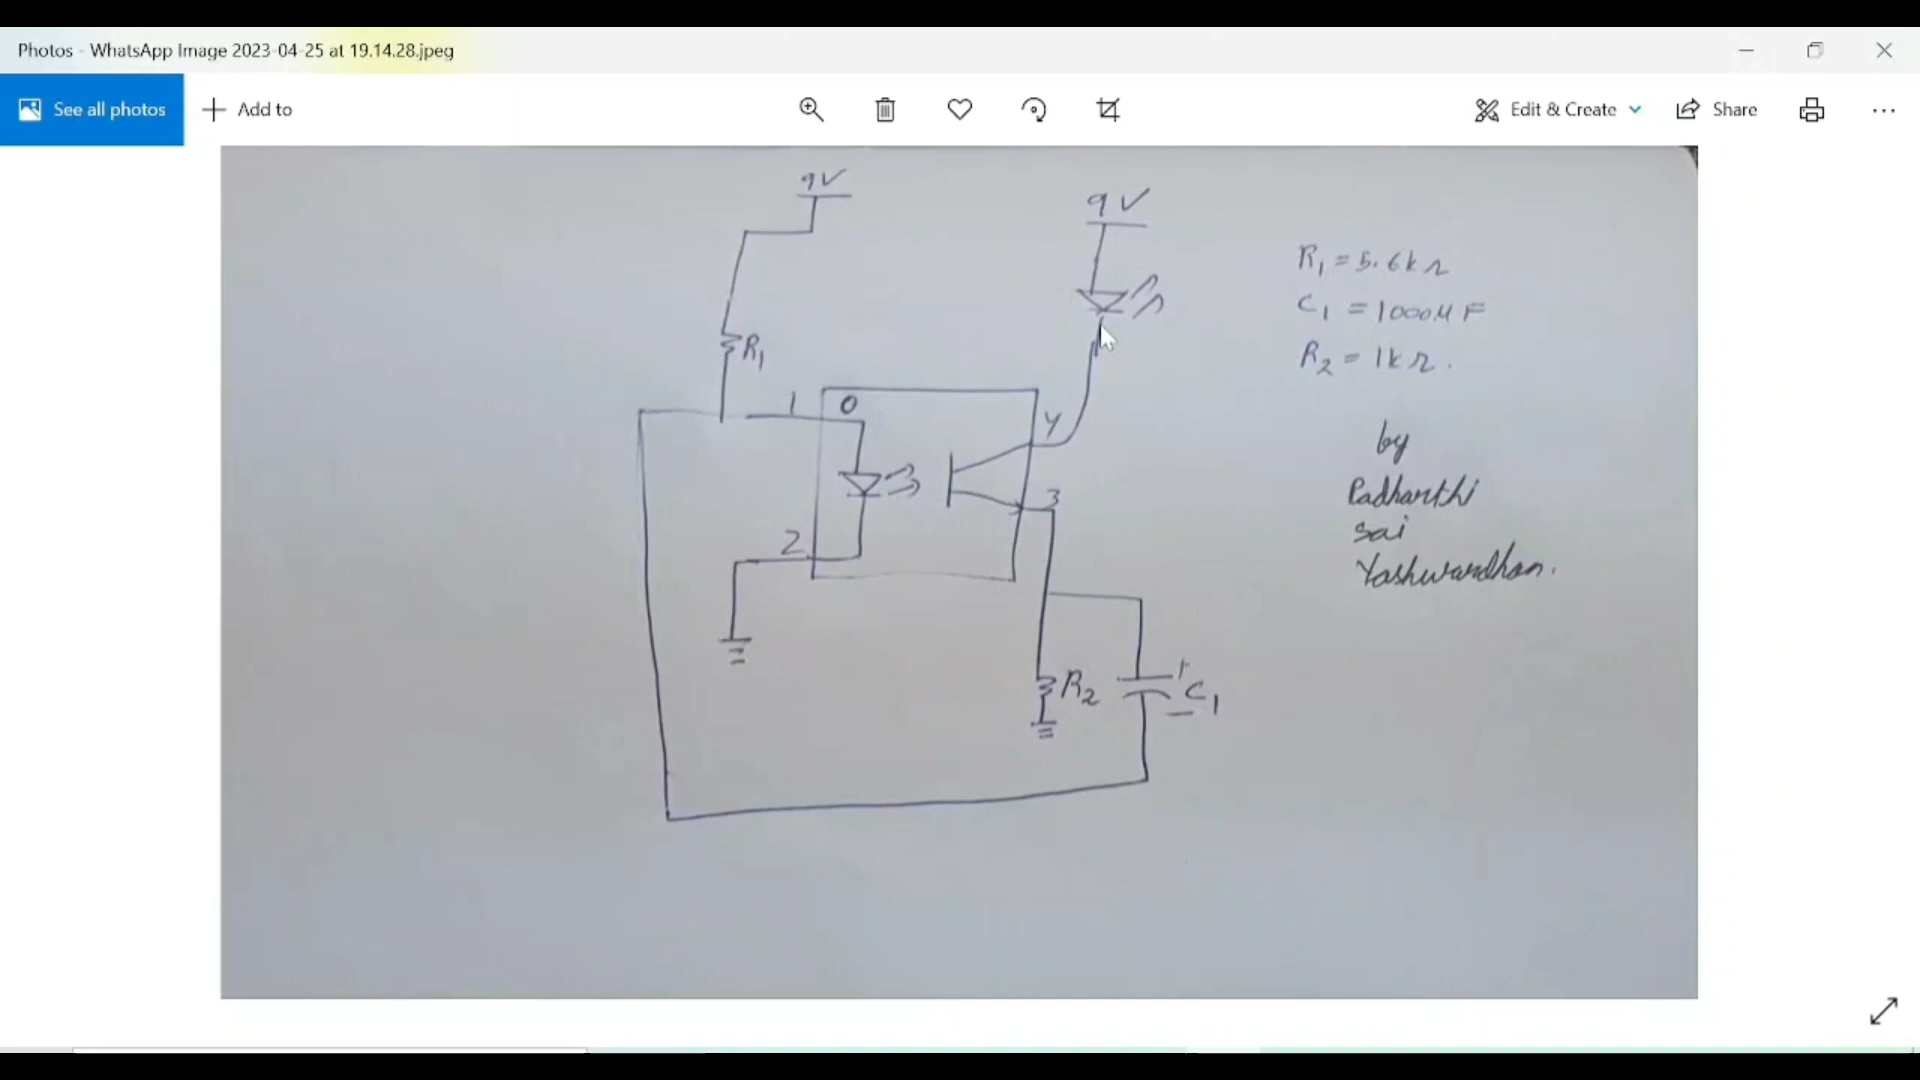 Photos - WhatsApp Image 2023-04-25 at 19.14.28.jpeg
See all photos
Add to
Edit & Create
Share
9V
9V
R1 = 5.6kΩ
C1 = 1000μF
R2 = 1kΩ.
R1
1
4
2
3
R2
+
C1
-
by
Padharthi
Sai
Yashwardhan.